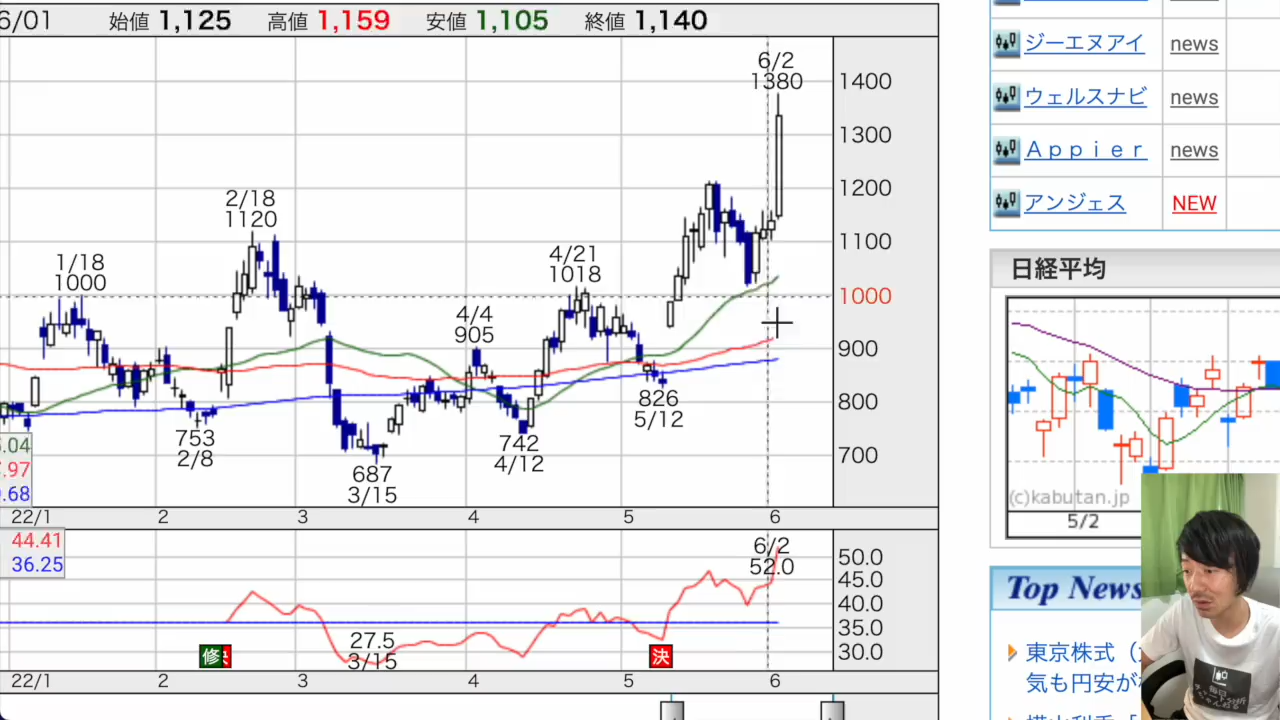 6/01 始値 1,125 高値 1,159 安値 1,105 終値 1,140
6/2
1380
2/18
1120
1/18
1000
4/21
1018
4/4
905
826
5/12
753
2/8
742
4/12
687
3/15
1400
1300
1200
1100
1000
900
800
700
.04
.97
.68
22/1 2 3 4 5 6
44.41
36.25
6/2
52.0
27.5
3/15
修
決
50.0
45.0
40.0
35.0
30.0
22/1 2 3 4 5 6
ジーエヌアイ news
ウェルスナビ news
Ａｐｐｉｅｒ news
アンジェス NEW
日経平均
(c)kabutan.jp
5/2
Top News
東京株式（
気も円安が
毎日